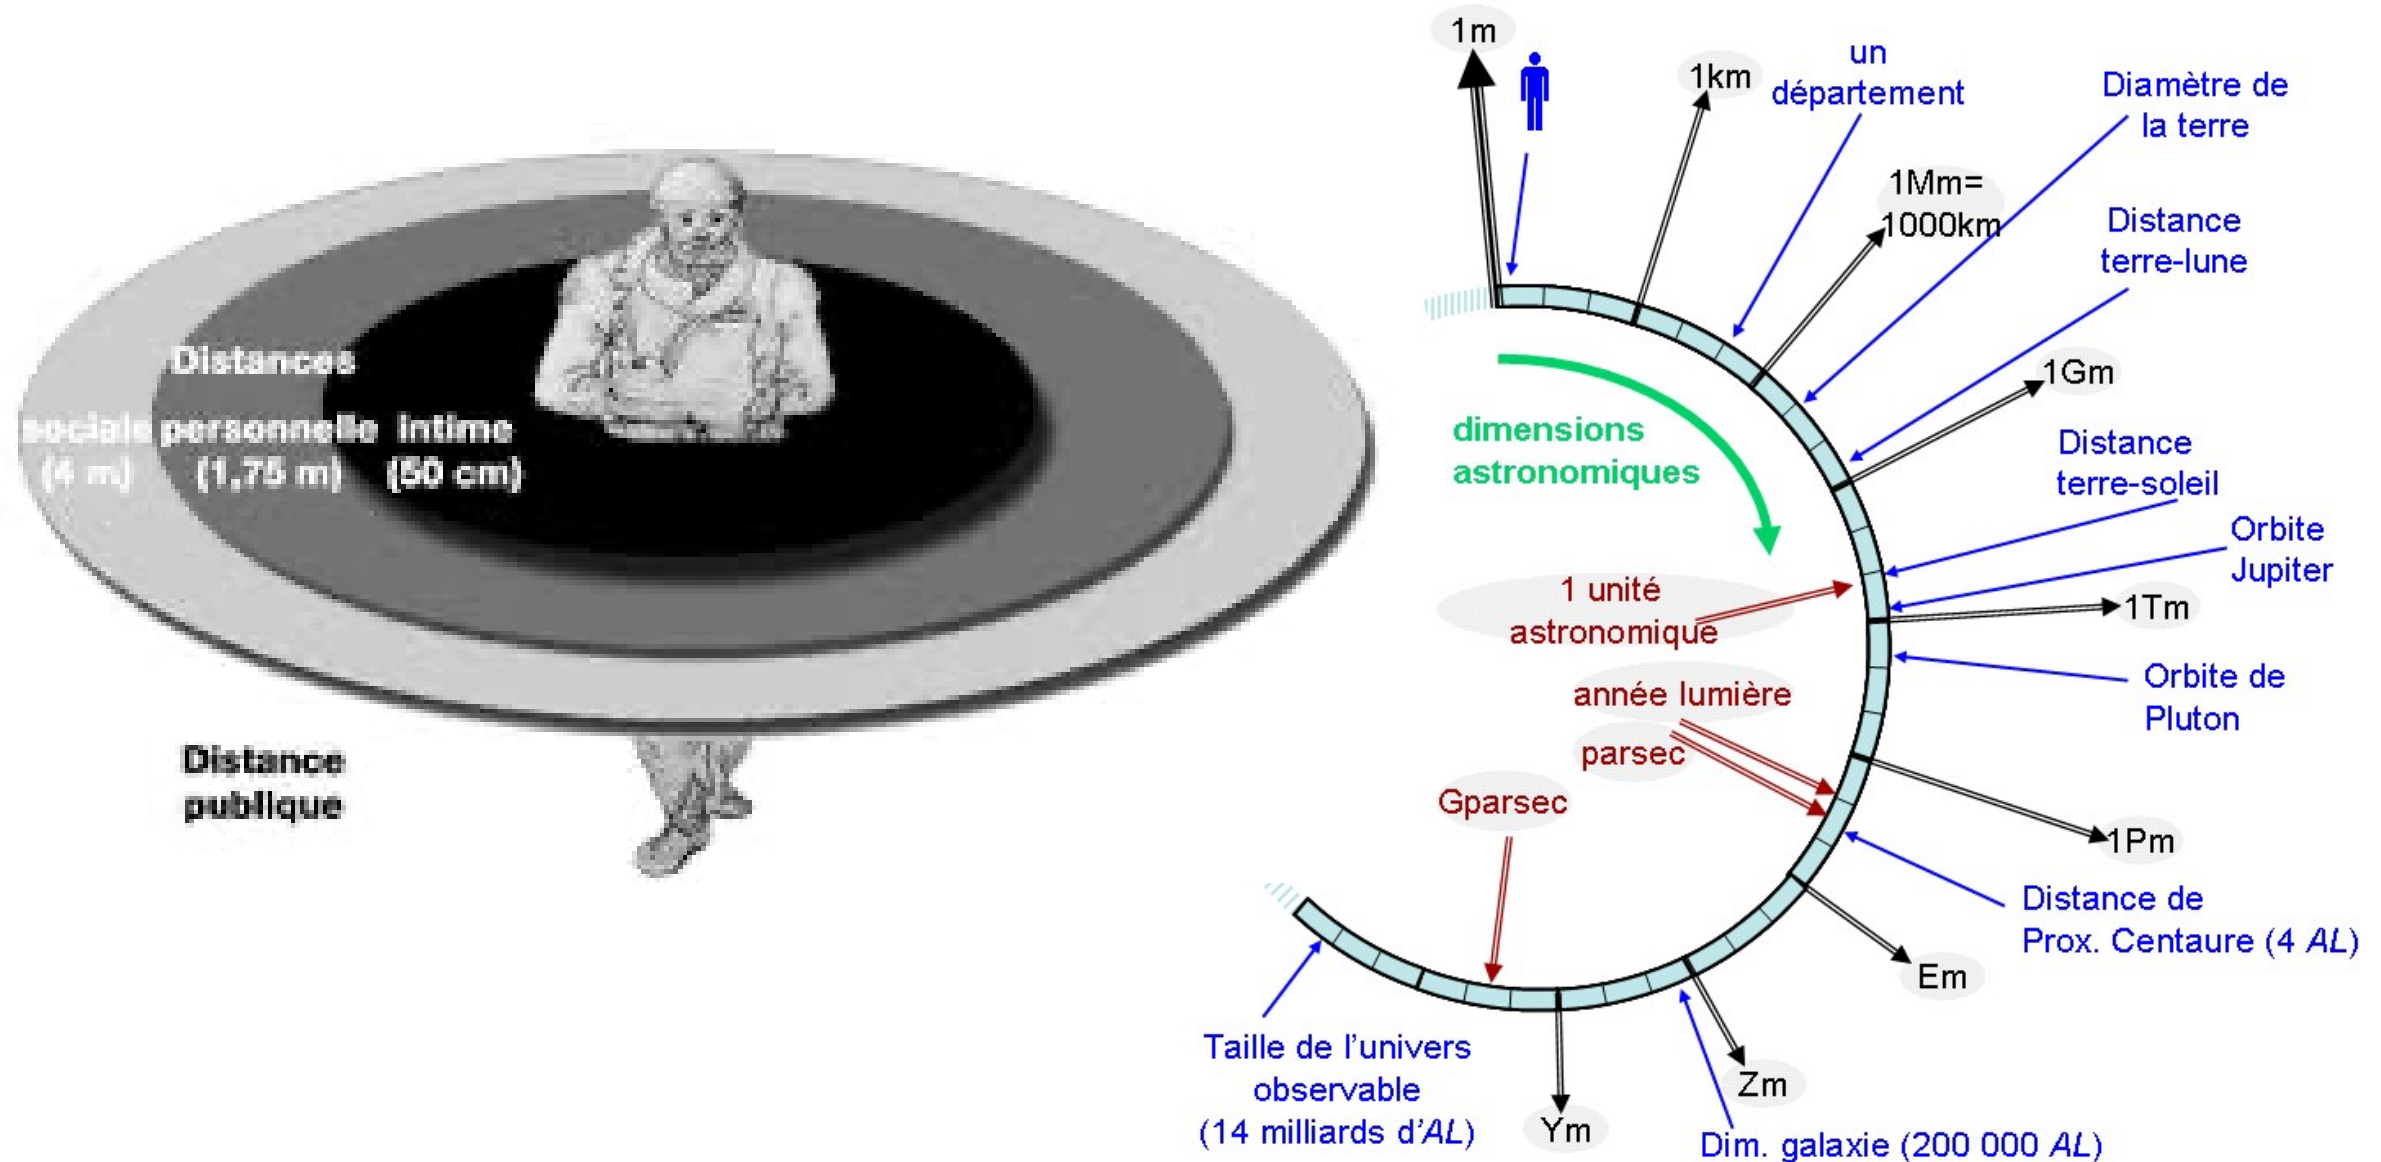 Distances
sociale personnelle intime
(4 m) (1,75 m) (50 cm)
Distance
publique
1m
1km
un
département
Diamètre de
la terre
1Mm=
1000km
Distance
terre-lune
1Gm
dimensions
astronomiques
Distance
terre-soleil
Orbite
Jupiter
1 unité
astronomique
1Tm
Orbite de
Pluton
année lumière
parsec
Gparsec
1Pm
Distance de
Prox. Centaure (4 AL)
Em
Zm
Taille de l’univers
observable
(14 milliards d’AL)
Ym
Dim. galaxie (200 000 AL)